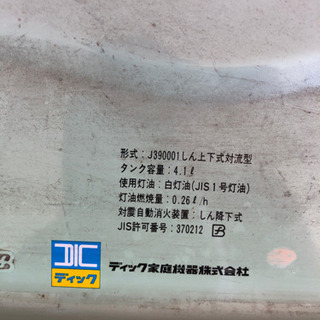 形式：J390001しん上下式対流型
タンク容量：4.1ℓ
使用灯油：白灯油(JIS1号灯油)
灯油燃焼量：0.26ℓ/h
対震自動消火装置：しん降下式
JIS許可番号：370212
DIC
ディック
ディック家庭機器株式会社